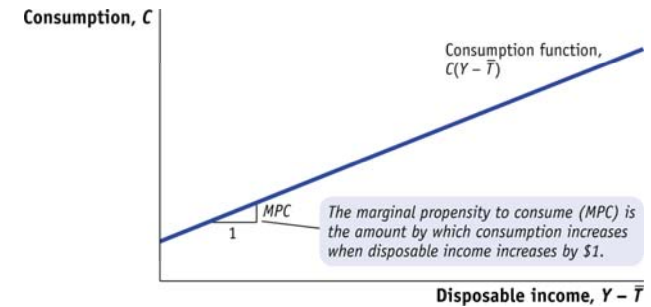 Consumption, C
Consumption function,
C(Y – T̅)
MPC
1
The marginal propensity to consume (MPC) is
the amount by which consumption increases
when disposable income increases by $1.
Disposable income, Y – T̅